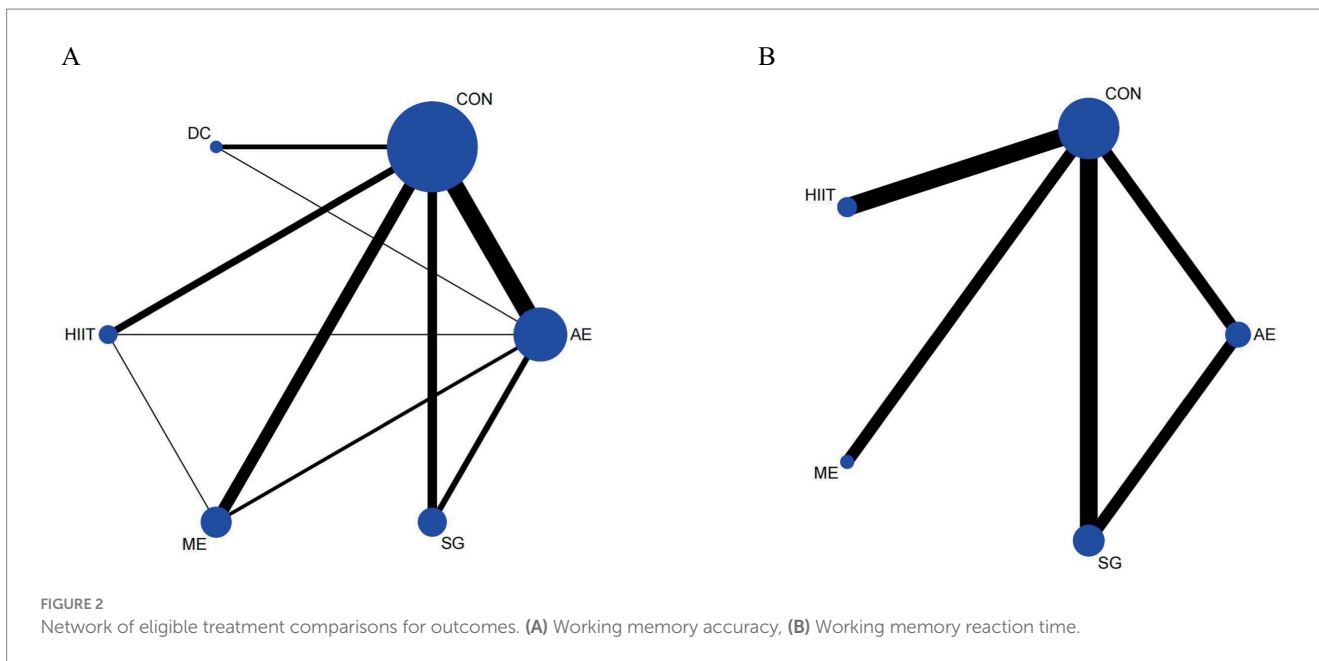 A
CON
DC
HIIT
AE
ME
SG
B
CON
HIIT
AE
ME
SG
FIGURE 2
Network of eligible treatment comparisons for outcomes. (A) Working memory accuracy, (B) Working memory reaction time.